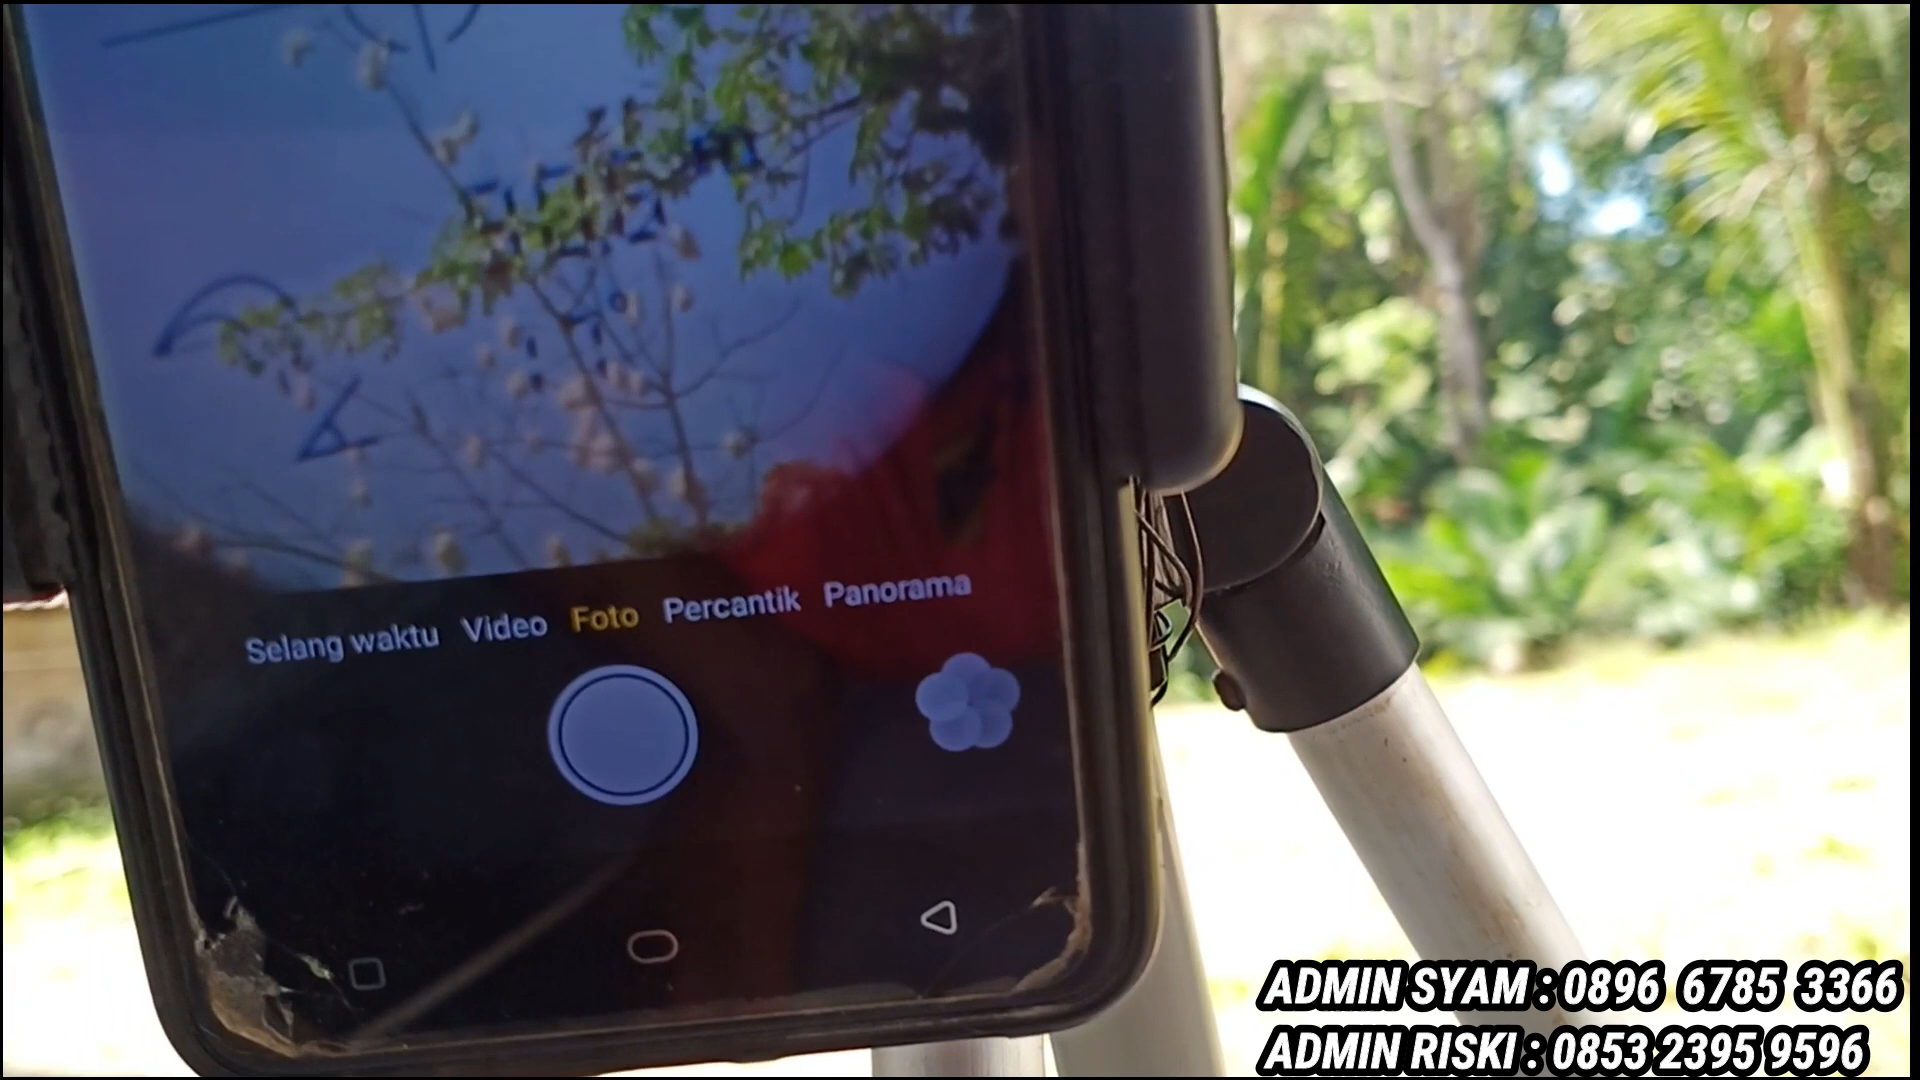 Selang waktu Video Foto Percantik Panorama
ADMIN SYAM : 0896 6785 3366
ADMIN RISKI : 0853 2395 9596